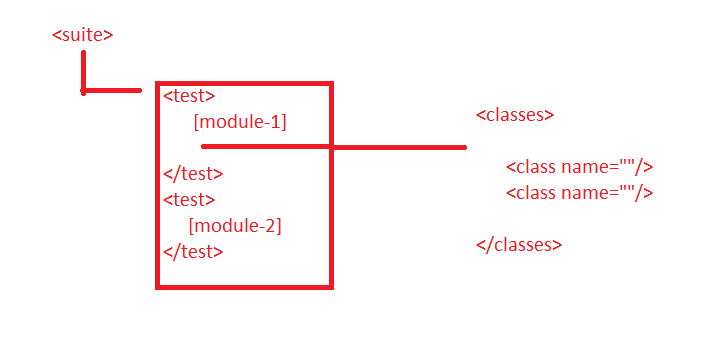 <suite>
<test>
[module-1]
</test>
<test>
[module-2]
</test>
<classes>
<class name=""/>
<class name=""/>
</classes>